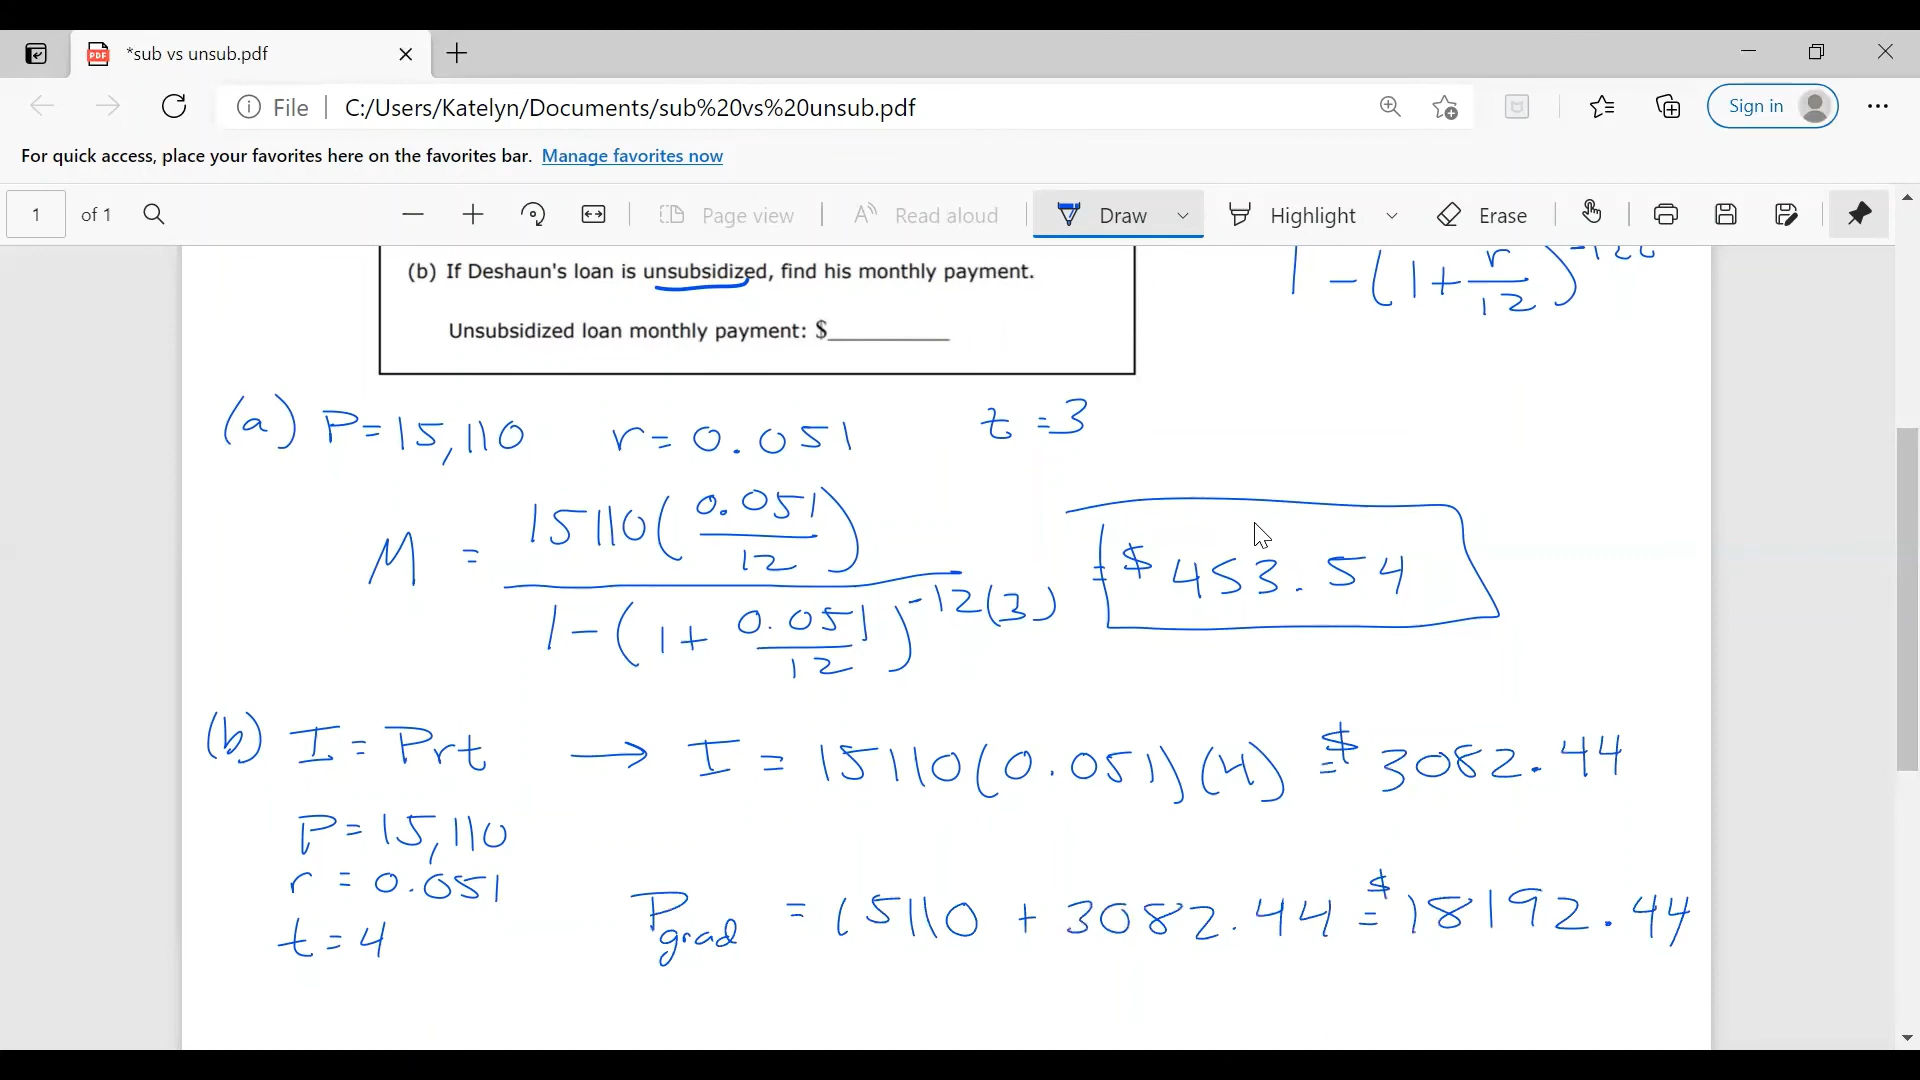 *sub vs unsub.pdf
File | C:/Users/Katelyn/Documents/sub%20vs%20unsub.pdf
Sign in
For quick access, place your favorites here on the favorites bar. Manage favorites now
1 of 1 Page view Read aloud Draw Highlight Erase
(b) If Deshaun's loan is unsubsidized, find his monthly payment.
1 - (1 + r/12)
Unsubsidized loan monthly payment: $__________
(a) P = 15,110 r = 0.051 t = 3
M = 15110(0.051/12) / 1 - (1 + 0.051/12)^-12(3) = $453.54
(b) I = Prt → I = 15110(0.051)(4) = $3082.44
P = 15,110
r = 0.051
t = 4
P grad = 15110 + 3082.44 = $18192.44